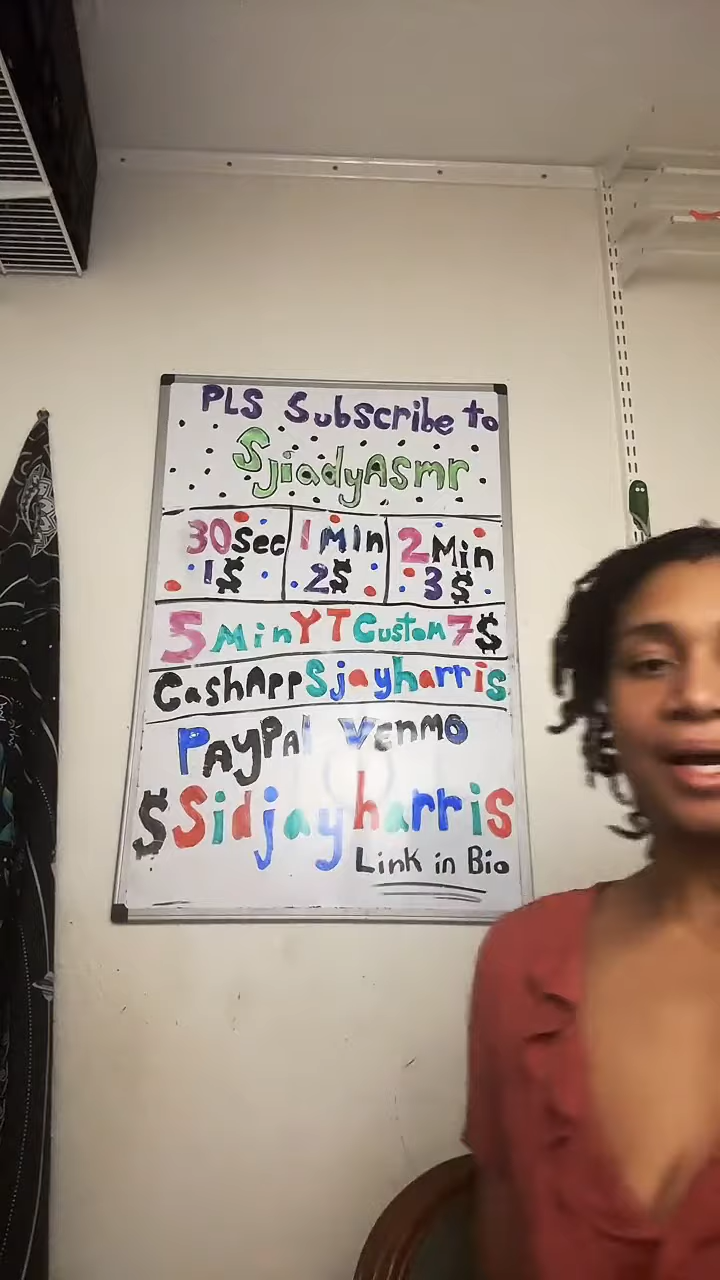 PLS Subscribe to
SjiadyAsmr
30Sec 1Min 2Min
1$ 2$ 3$
5MinYTCustom7$
CashAppSjayharris
PayPal Venmo
$Sidjayharris
Link in Bio